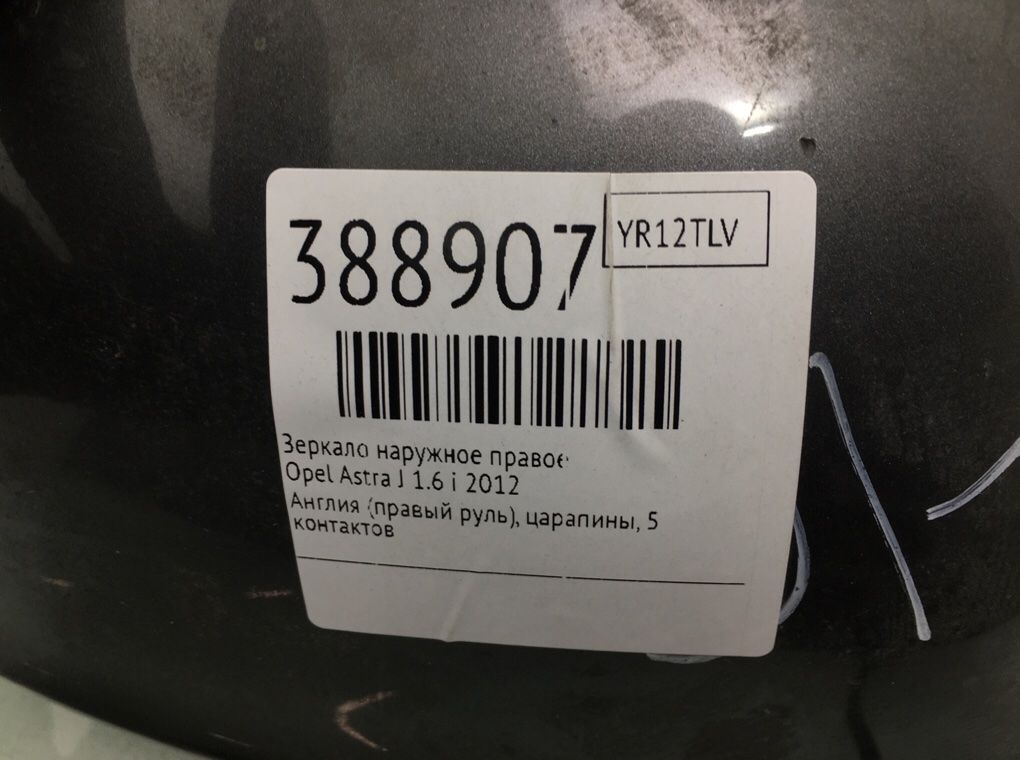 388907
YR12TLV
Зеркало наружное правое
Opel Astra J 1.6 i 2012
Англия (правый руль), царапины, 5
контактов